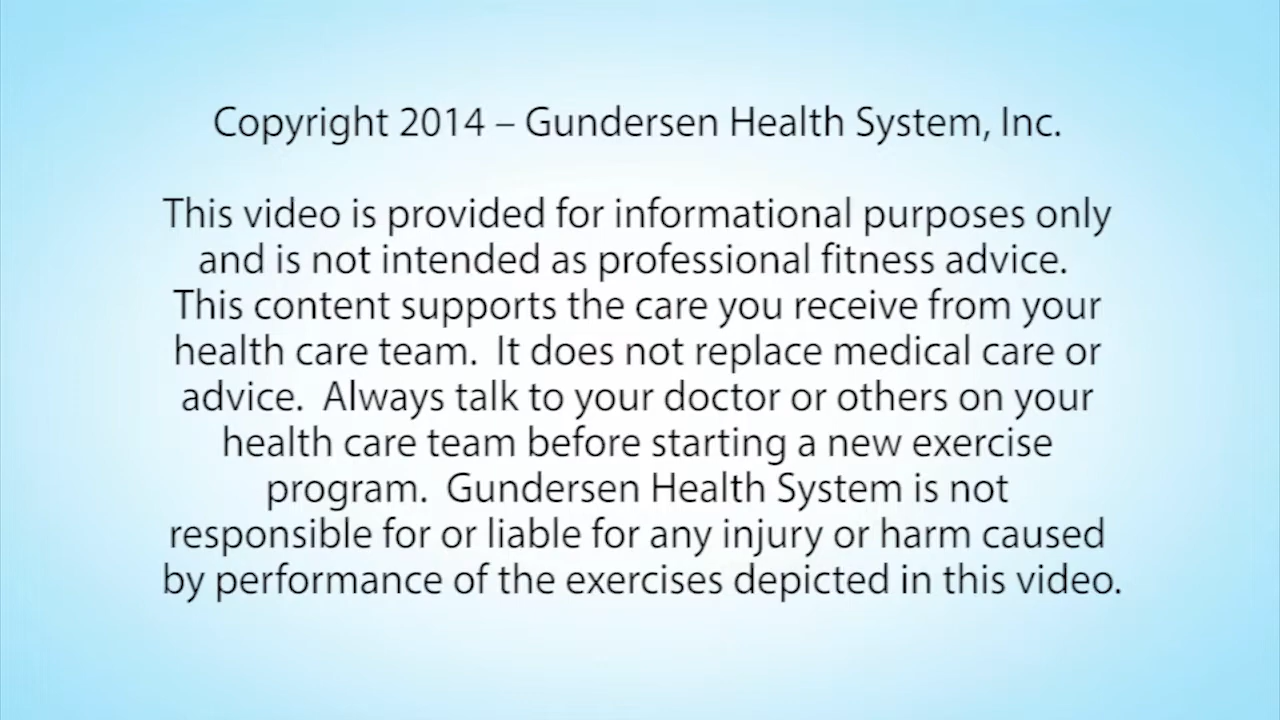 Copyright 2014 – Gundersen Health System, Inc.
This video is provided for informational purposes only
and is not intended as professional fitness advice.
This content supports the care you receive from your
health care team.  It does not replace medical care or
advice.  Always talk to your doctor or others on your
health care team before starting a new exercise
program.  Gundersen Health System is not
responsible for or liable for any injury or harm caused
by performance of the exercises depicted in this video.